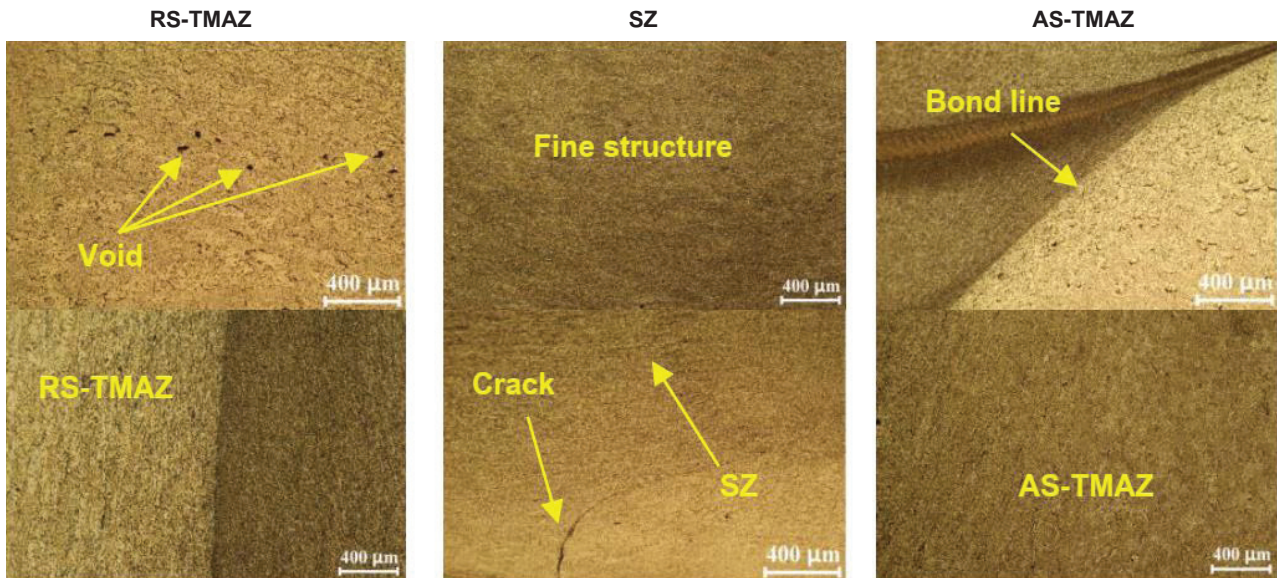 RS-TMAZ
SZ
AS-TMAZ
Void
400 μm
Fine structure
400 μm
Bond line
400 μm
RS-TMAZ
400 μm
Crack
SZ
400 μm
AS-TMAZ
400 μm